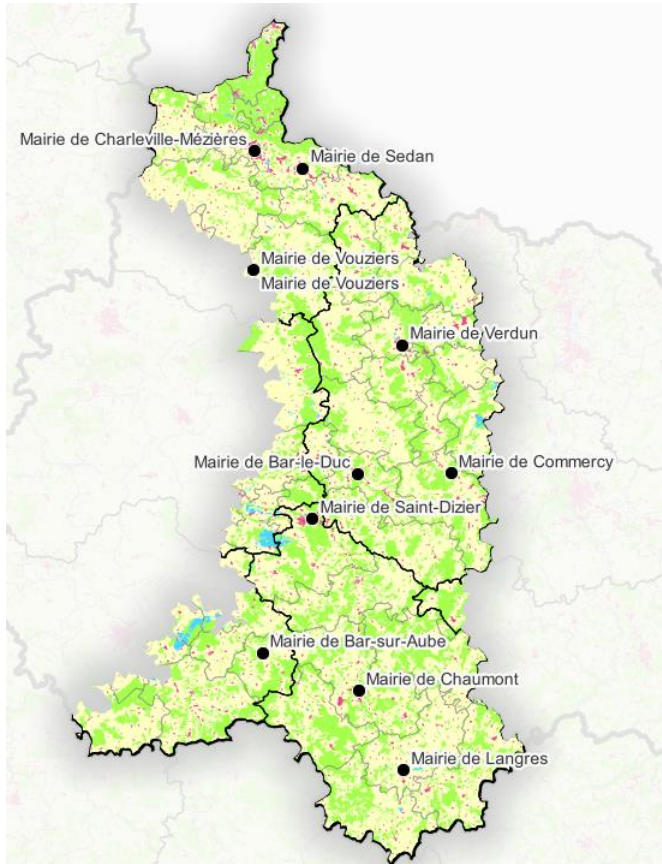 Mairie de Charleville-Mézières
Mairie de Sedan
Mairie de Vouziers
Mairie de Vouziers
Mairie de Verdun
Mairie de Bar-le-Duc
Mairie de Commercy
Mairie de Saint-Dizier
Mairie de Bar-sur-Aube
Mairie de Chaumont
Mairie de Langres